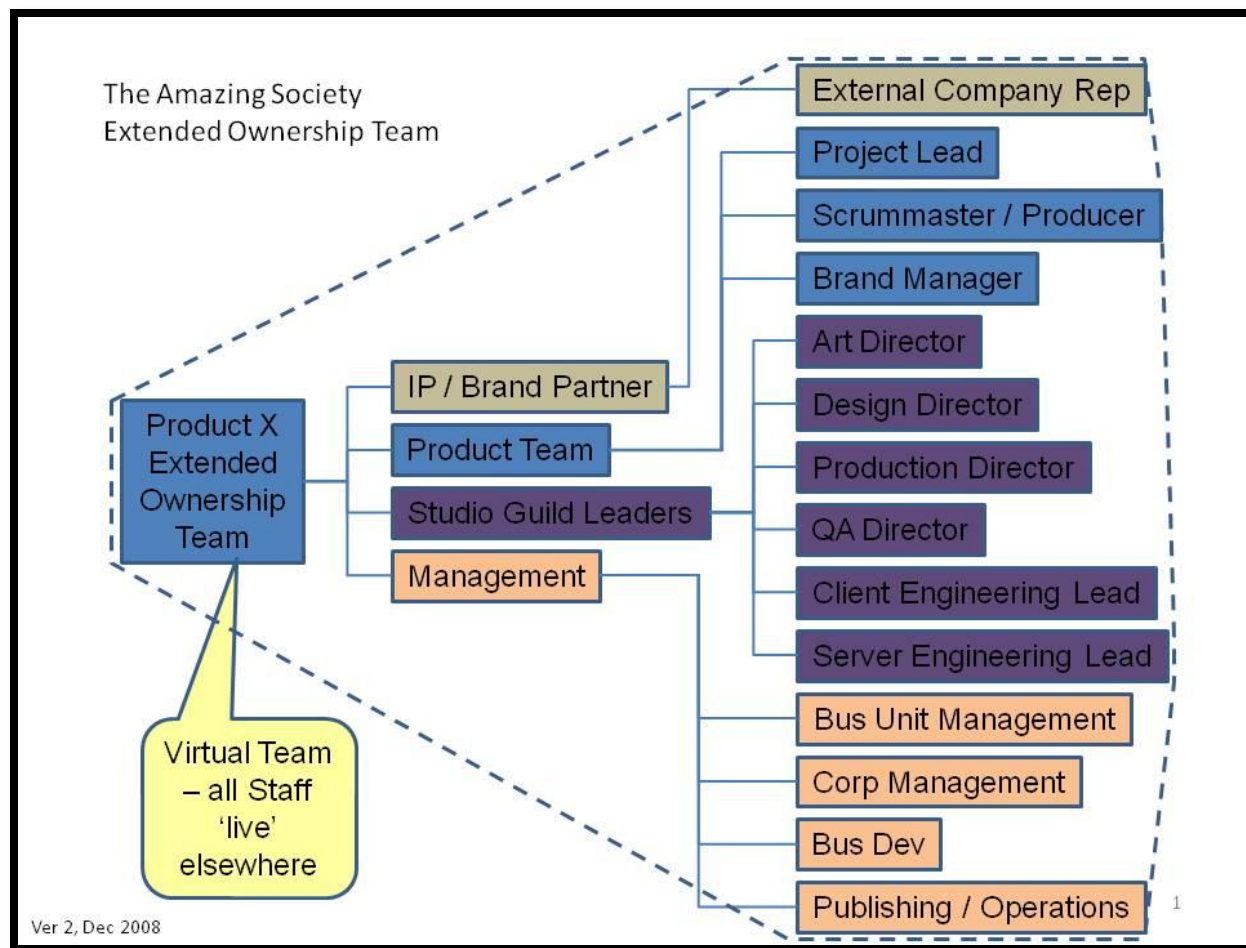 The Amazing Society
Extended Ownership Team
External Company Rep
Project Lead
Scrummaster / Producer
Brand Manager
Art Director
Design Director
Production Director
QA Director
Client Engineering Lead
Server Engineering Lead
Bus Unit Management
Corp Management
Bus Dev
Publishing / Operations
IP / Brand Partner
Product Team
Studio Guild Leaders
Management
Product X
Extended
Ownership
Team
Virtual Team
– all Staff
‘live’
elsewhere
Ver 2, Dec 2008
1